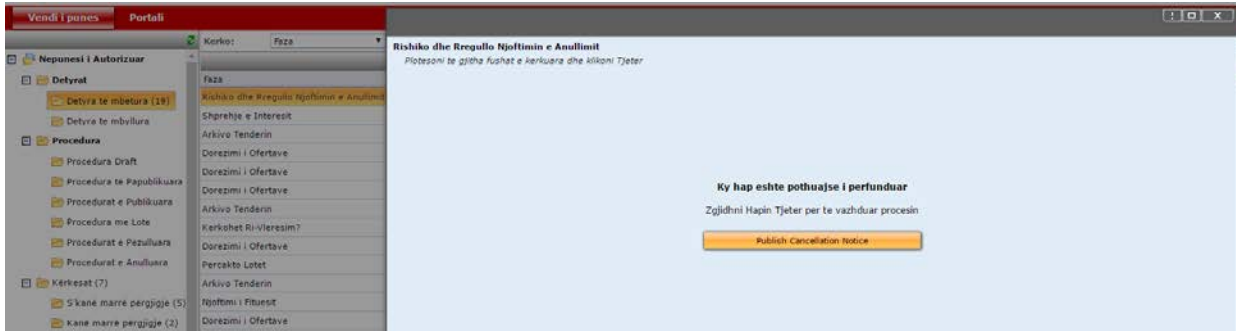 Vendi i punes Portali
Kerko: Faza
Nepunesi i Autorizuar
Detyrat
Detyra te mbetura (19)
Detyra te mbyllura
Procedura
Procedura Draft
Procedura te Papublikuara
Procedurat e Publikuara
Procedura me Lote
Procedurat e Pezulluara
Procedurat e Anulluara
Kerkesat (7)
S'kane marre pergjigje (5)
Kane marre pergjigje (2)
Faza
Rishiko dhe Rregullo Njoftimin e Anullimit
Shprehje e Interesit
Arkivo Tenderin
Dorezimi i Ofertave
Dorezimi i Ofertave
Dorezimi i Ofertave
Arkivo Tenderin
Kerkohet Ri-Vleresim?
Dorezimi i Ofertave
Percakto Lotet
Arkivo Tenderin
Njoftimi i Fituesit
Dorezimi i Ofertave
Rishiko dhe Rregullo Njoftimin e Anullimit
Plotesoni te gjitha fushat e kerkuara dhe klikoni Tjeter
Ky hap eshte pothuajse i perfunduar
Zgjidhni Hapin Tjeter per te vazhduar procesin
Publish Cancellation Notice